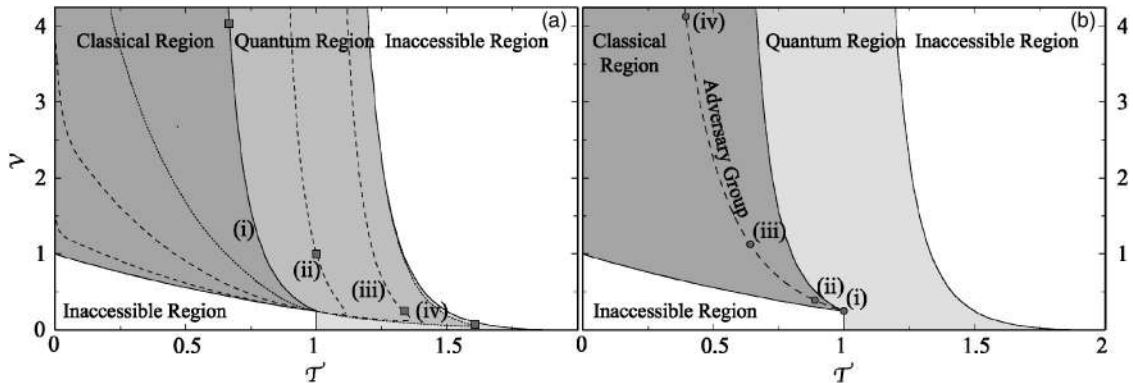 4
3
2
1
0
𝒱
Classical Region
Quantum Region
Inaccessible Region
(a)
(i)
(ii)
(iii)
(iv)
Inaccessible Region
0
0.5
1
1.5
𝒯
Classical
Region
(iv)
Quantum Region
Inaccessible Region
(b)
Adversary Group
(iii)
(ii)
(i)
Inaccessible Region
4
3
2
1
0
0
0.5
1
1.5
2
𝒯